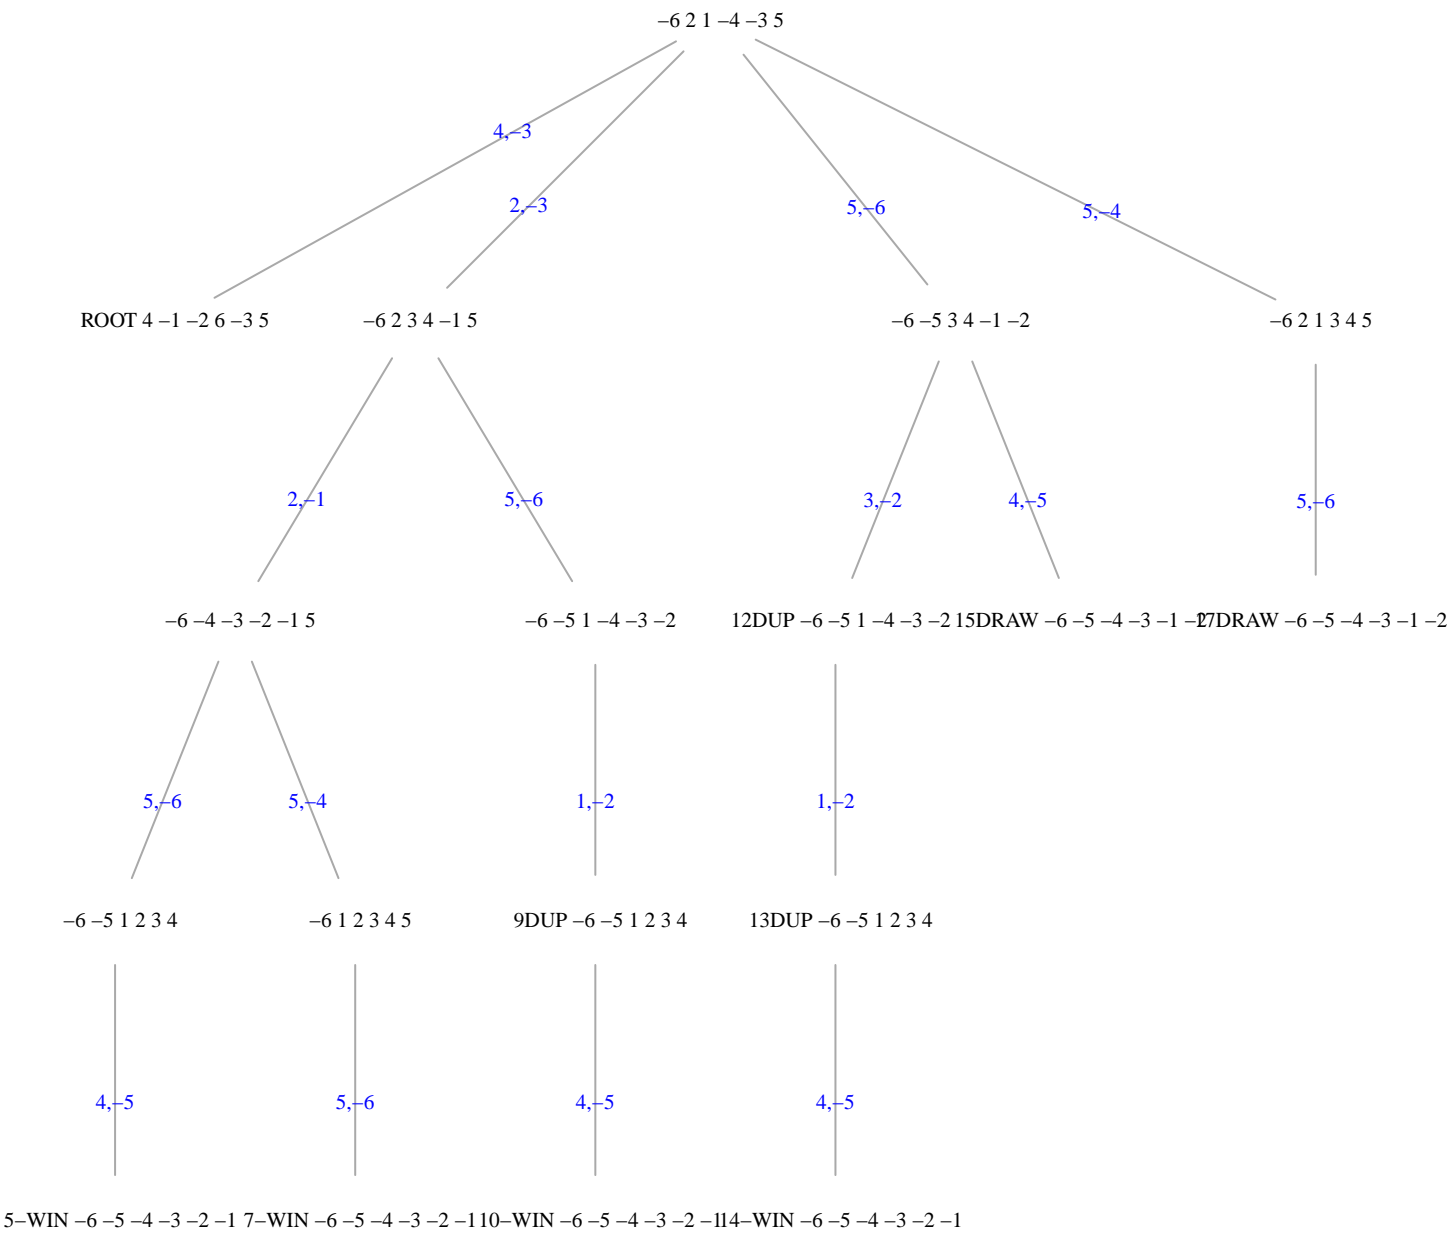 –6 2 1 –4 –3 5
4,–3
2,–3
5,–6
5,–4
ROOT 4 –1 –2 6 –3 5
–6 2 3 4 –1 5
–6 –5 3 4 –1 –2
–6 2 1 3 4 5
2,–1
5,–6
3,–2
4,–5
5,–6
–6 –4 –3 –2 –1 5
–6 –5 1 –4 –3 –2
12DUP –6 –5 1 –4 –3 –2
15DRAW –6 –5 –4 –3 –1 –2
17DRAW –6 –5 –4 –3 –1 –2
5,–6
5,–4
1,–2
1,–2
–6 –5 1 2 3 4
–6 1 2 3 4 5
9DUP –6 –5 1 2 3 4
13DUP –6 –5 1 2 3 4
4,–5
5,–6
4,–5
4,–5
5–WIN –6 –5 –4 –3 –2 –1
7–WIN –6 –5 –4 –3 –2 –1
10–WIN –6 –5 –4 –3 –2 –1
14–WIN –6 –5 –4 –3 –2 –1